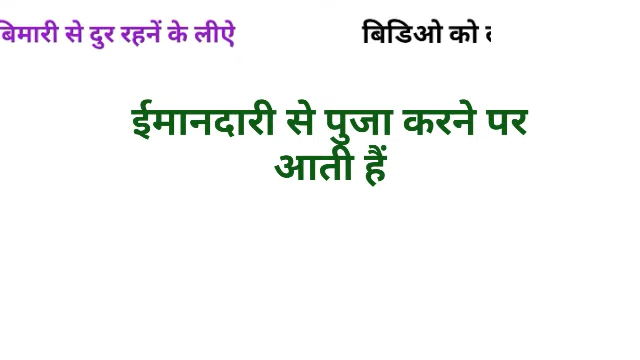 बिमारी से दुर रहनें के लीऐ बिडिओ को
ईमानदारी से पुजा करने पर
आती हैं